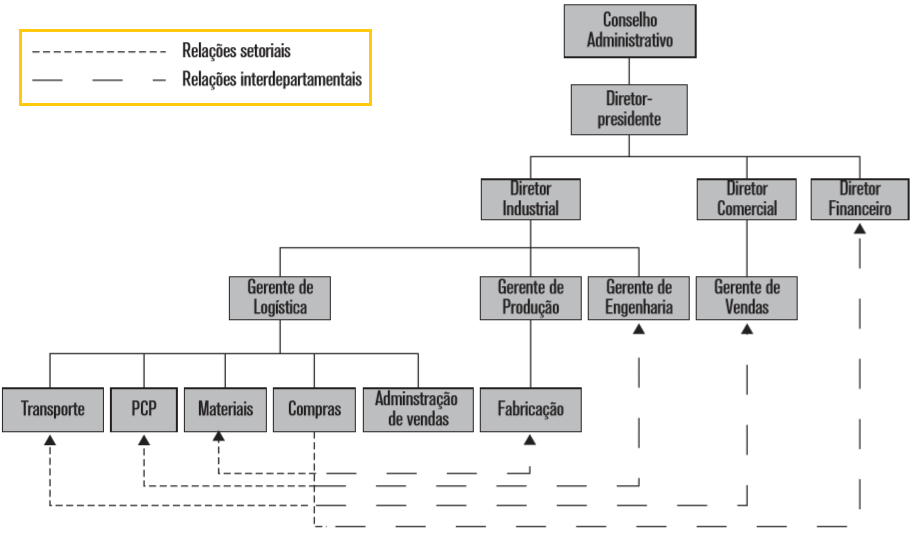 Conselho
Administrativo
Relações setoriais
Relações interdepartamentais
Diretor-
presidente
Diretor
Industrial
Diretor
Comercial
Diretor
Financeiro
Gerente de
Logística
Gerente de
Produção
Gerente de
Engenharia
Gerente de
Vendas
Transporte
PCP
Materiais
Compras
Adminstração
de vendas
Fabricação